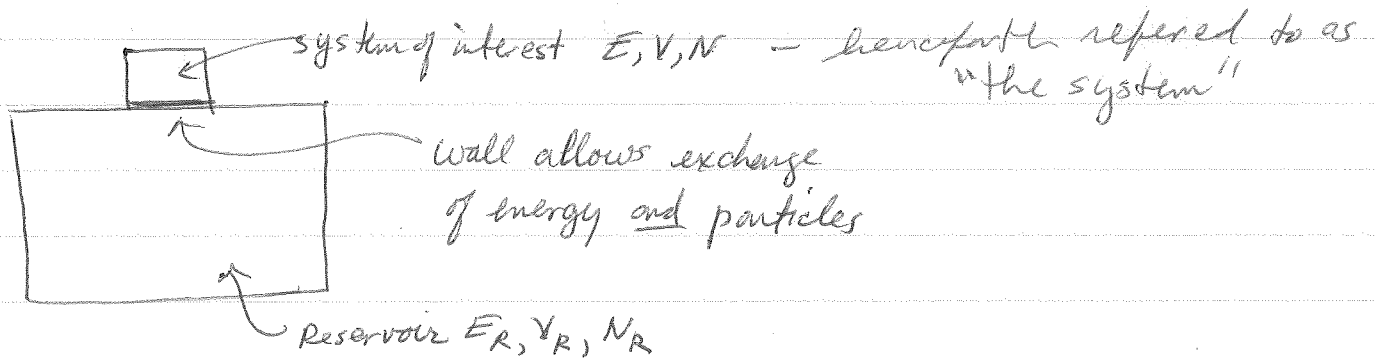 system of interest E, V, N – henceforth refered to as
"the system"
wall allows exchange
of energy and particles
Reservoir E_R, V_R, N_R